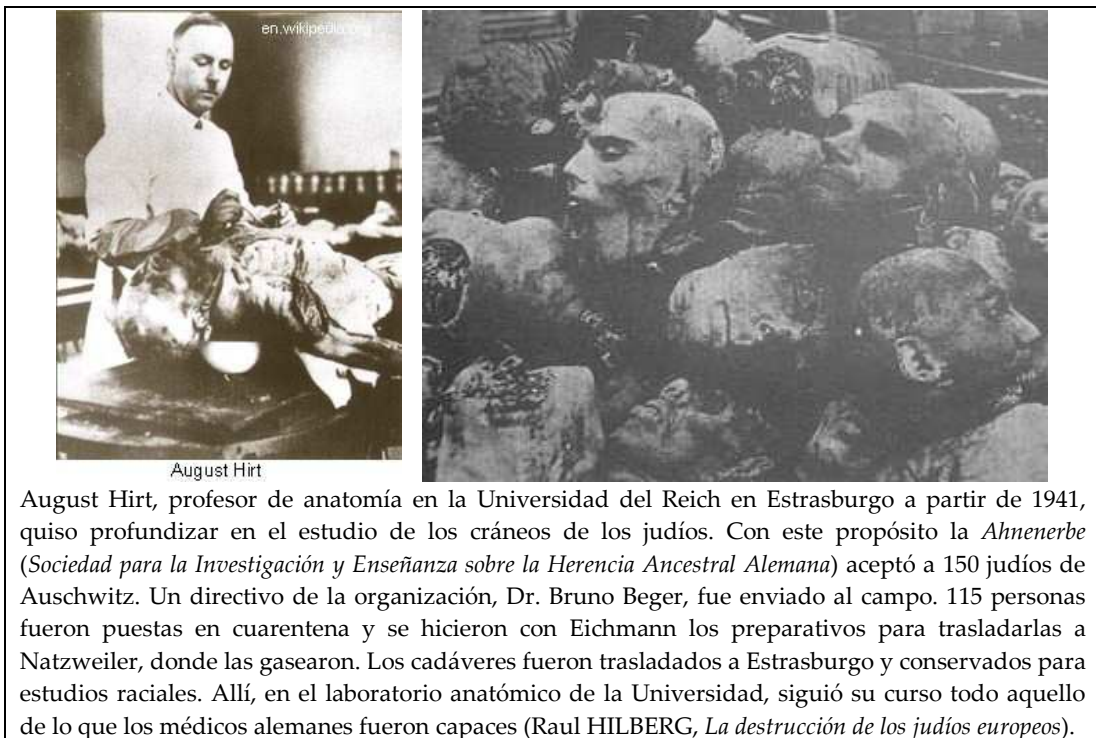 en.wikipedia.org
August Hirt
August Hirt, profesor de anatomía en la Universidad del Reich en Estrasburgo a partir de 1941,
quiso profundizar en el estudio de los cráneos de los judíos. Con este propósito la Ahnenerbe
(Sociedad para la Investigación y Enseñanza sobre la Herencia Ancestral Alemana) aceptó a 150 judíos de
Auschwitz. Un directivo de la organización, Dr. Bruno Beger, fue enviado al campo. 115 personas
fueron puestas en cuarentena y se hicieron con Eichmann los preparativos para trasladarlas a
Natzweiler, donde las gasearon. Los cadáveres fueron trasladados a Estrasburgo y conservados para
estudios raciales. Allí, en el laboratorio anatómico de la Universidad, siguió su curso todo aquello
de lo que los médicos alemanes fueron capaces (Raul HILBERG, La destrucción de los judíos europeos).